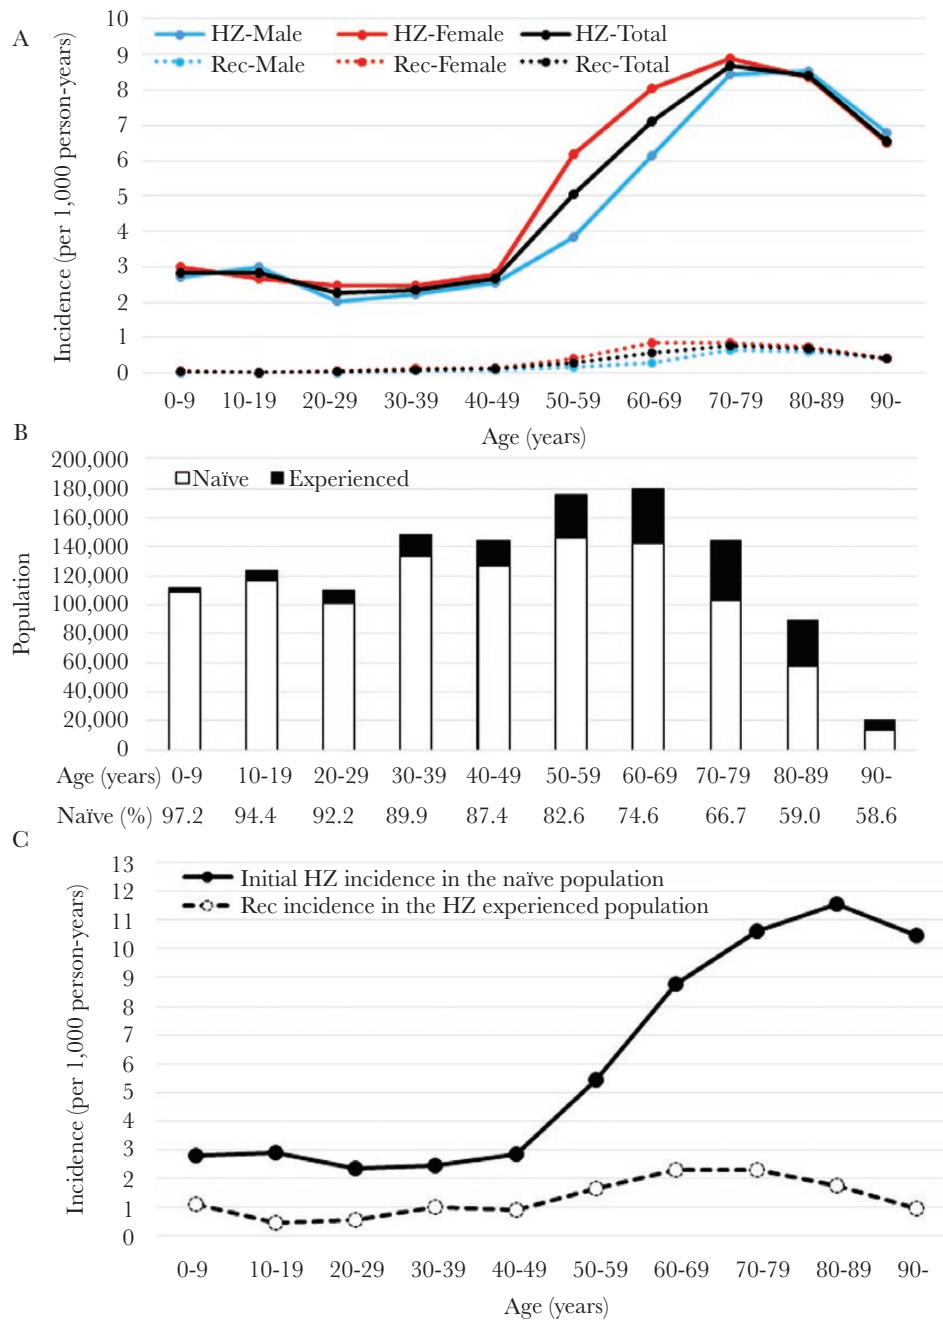 A
10
9
8
7
6
5
4
3
2
1
0
Incidence (per 1,000 person-years)
HZ-Male HZ-Female HZ-Total
Rec-Male Rec-Female Rec-Total
0-9 10-19 20-29 30-39 40-49 50-59 60-69 70-79 80-89 90-
Age (years)
B
200,000
180,000
160,000
140,000
120,000
100,000
80,000
60,000
40,000
20,000
0
Population
Naïve Experienced
Age (years) 0-9 10-19 20-29 30-39 40-49 50-59 60-69 70-79 80-89 90-
Naïve (%) 97.2 94.4 92.2 89.9 87.4 82.6 74.6 66.7 59.0 58.6
C
13
12
11
10
9
8
7
6
5
4
3
2
1
0
Incidence (per 1,000 person-years)
Initial HZ incidence in the naïve population
Rec incidence in the HZ experienced population
0-9 10-19 20-29 30-39 40-49 50-59 60-69 70-79 80-89 90-
Age (years)